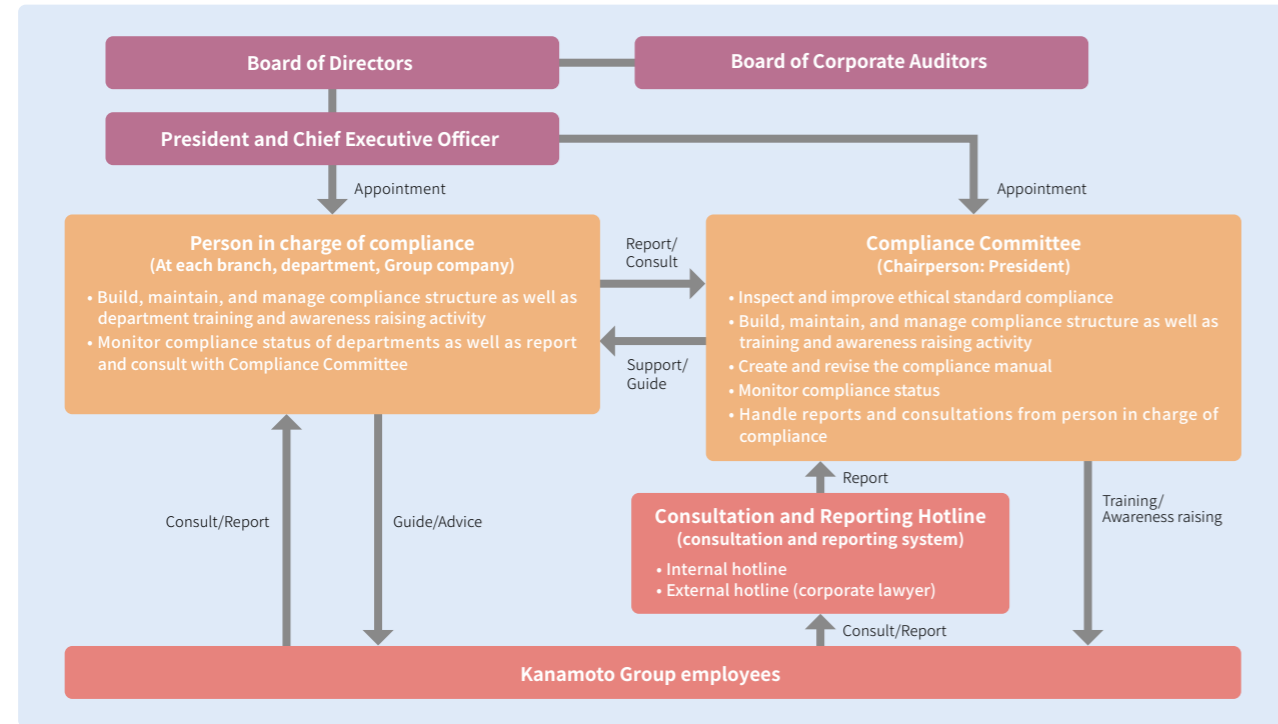 Board of Directors
Board of Corporate Auditors
President and Chief Executive Officer
Appointment
Appointment
Person in charge of compliance
(At each branch, department, Group company)
• Build, maintain, and manage compliance structure as well as
department training and awareness raising activity
• Monitor compliance status of departments as well as report
and consult with Compliance Committee
Report/
Consult
Support/
Guide
Compliance Committee
(Chairperson: President)
• Inspect and improve ethical standard compliance
• Build, maintain, and manage compliance structure as well as
training and awareness raising activity
• Create and revise the compliance manual
• Monitor compliance status
• Handle reports and consultations from person in charge of
compliance
Consult/Report
Guide/Advice
Report
Consultation and Reporting Hotline
(consultation and reporting system)
• Internal hotline
• External hotline (corporate lawyer)
Training/
Awareness raising
Consult/Report
Kanamoto Group employees